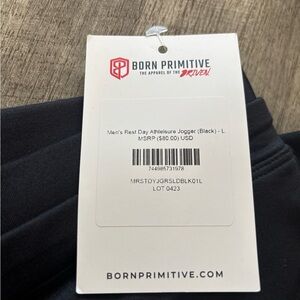 BORN PRIMITIVE
THE APPAREL OF THE DRIVEN
Men's Rest Day Athleisure Jogger (Black) - L
MSRP ($80.00) USD
744985731978
MRSTDYJGRSLDBLK01L
LOT 0423
BORNPRIMITIVE.COM